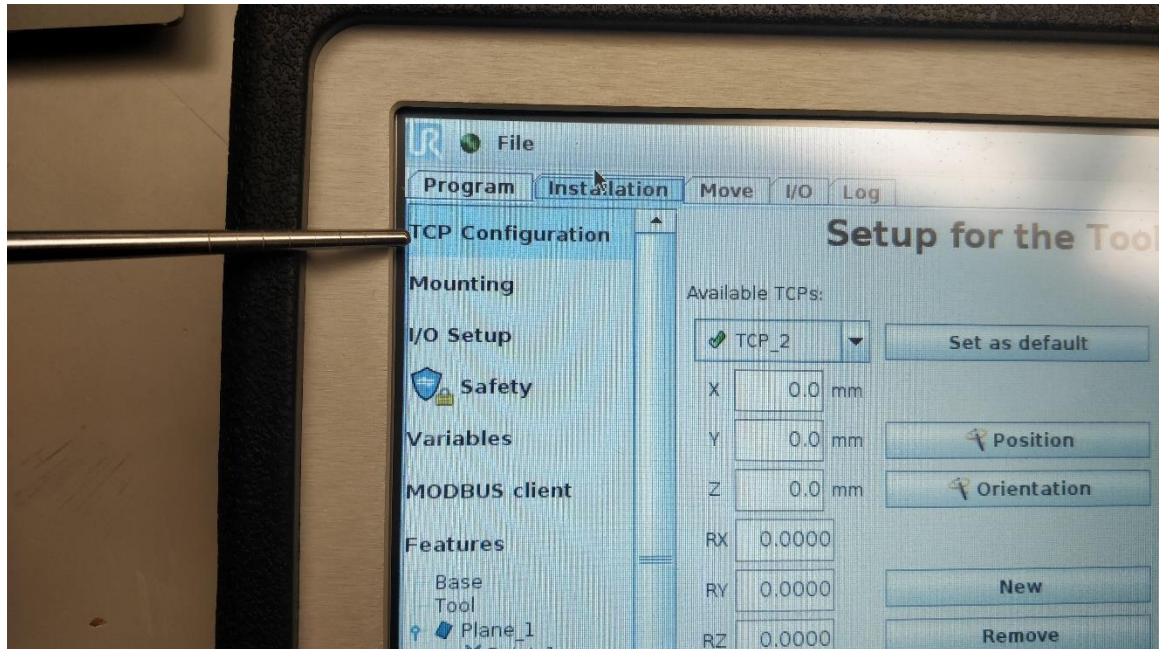 UR File
Program Installation Move I/O Log
TCP Configuration
Setup for the Tool
Mounting
Available TCPs:
I/O Setup
TCP_2
Set as default
Safety
X 0.0 mm
Variables
Y 0.0 mm
Position
MODBUS client
Z 0.0 mm
Orientation
Features
RX 0.0000
Base
RY 0.0000
New
Tool
Plane_1
RZ 0.0000
Remove